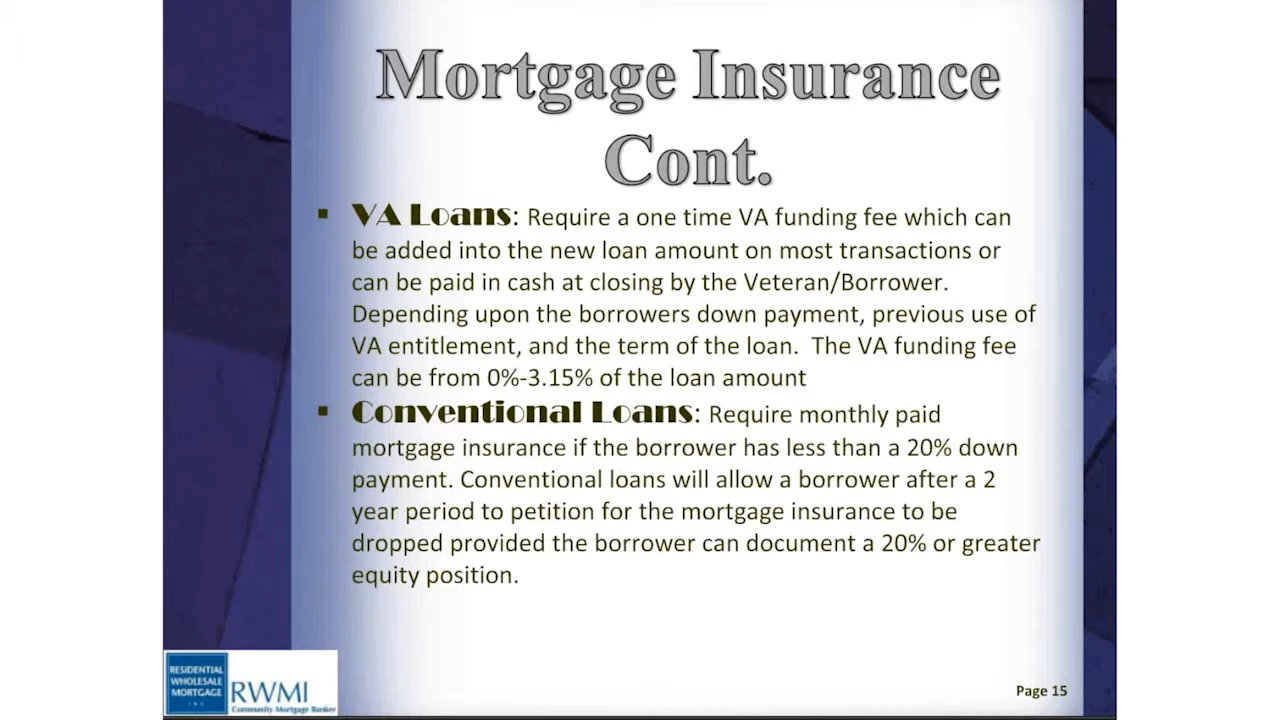 Mortgage Insurance
Cont.
▪ VA Loans: Require a one time VA funding fee which can
be added into the new loan amount on most transactions or
can be paid in cash at closing by the Veteran/Borrower.
Depending upon the borrowers down payment, previous use of
VA entitlement, and the term of the loan.  The VA funding fee
can be from 0%-3.15% of the loan amount
▪ Conventional Loans: Require monthly paid
mortgage insurance if the borrower has less than a 20% down
payment. Conventional loans will allow a borrower after a 2
year period to petition for the mortgage insurance to be
dropped provided the borrower can document a 20% or greater
equity position.
RESIDENTIAL
WHOLESALE
MORTGAGE
INC
RWMI
Community Mortgage Banker
Page 15